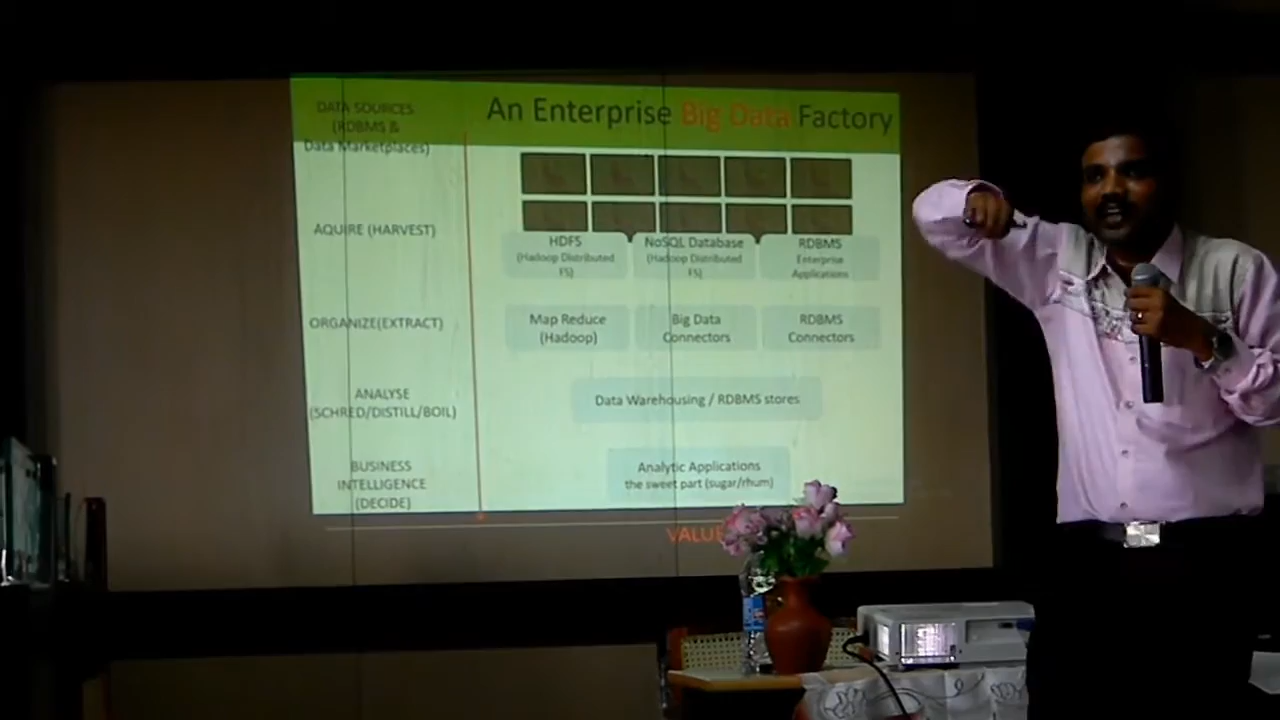 An Enterprise Big Data Factory
DATA SOURCES
(RDBMS &
Data Marketplaces)
AQUIRE (HARVEST)
HDFS
(Hadoop Distributed
FS)
NoSQL Database
(Hadoop Distributed
FS)
RDBMS
Enterprise
Applications
ORGANIZE(EXTRACT)
Map Reduce
(Hadoop)
Big Data
Connectors
RDBMS
Connectors
ANALYSE
(SCHRED/DISTILL/BOIL)
Data Warehousing / RDBMS stores
BUSINESS
INTELLIGENCE
(DECIDE)
Analytic Applications
the sweet part (sugar/rhum)
VALUE